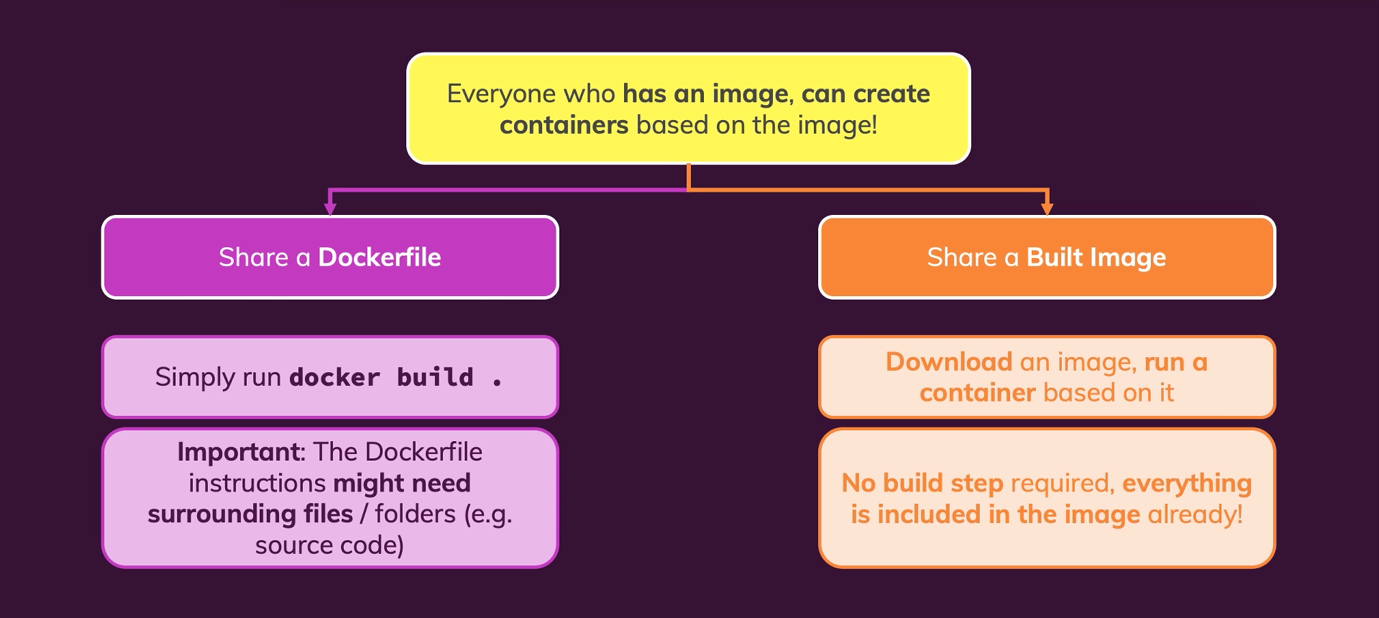 Everyone who has an image, can create
containers based on the image!
Share a Dockerfile
Share a Built Image
Simply run docker build .
Download an image, run a
container based on it
Important: The Dockerfile
instructions might need
surrounding files / folders (e.g.
source code)
No build step required, everything
is included in the image already!